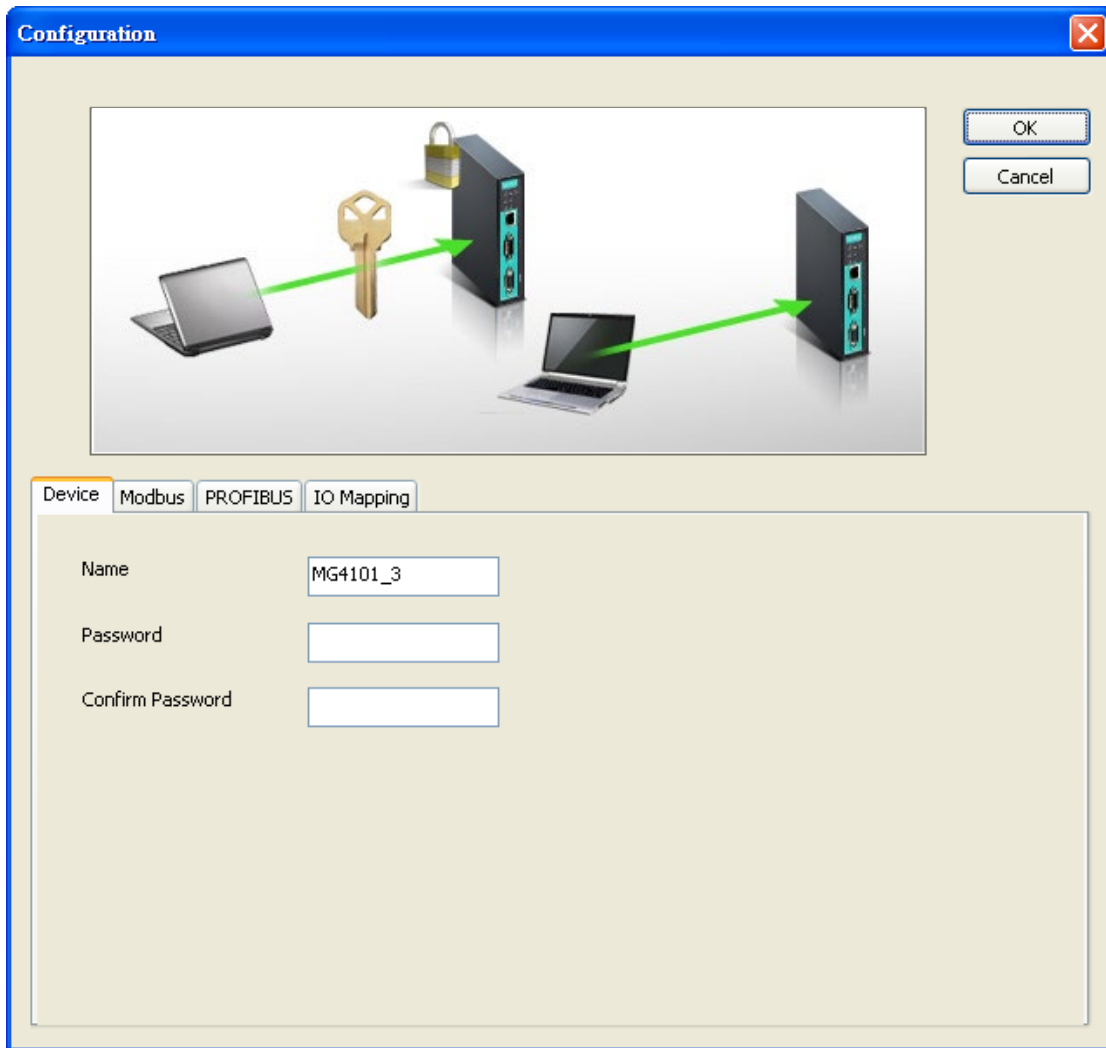 Configuration
OK
Cancel
Device Modbus PROFIBUS IO Mapping
Name MG4101_3
Password
Confirm Password